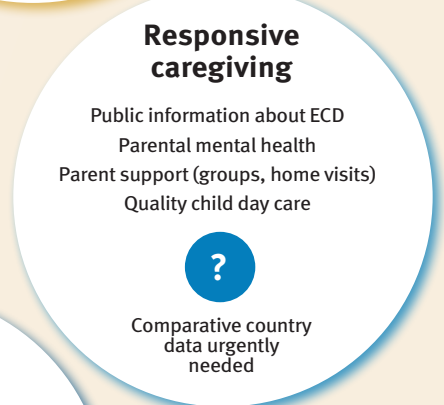 Responsive
caregiving
Public information about ECD
Parental mental health
Parent support (groups, home visits)
Quality child day care
?
Comparative country
data urgently
needed